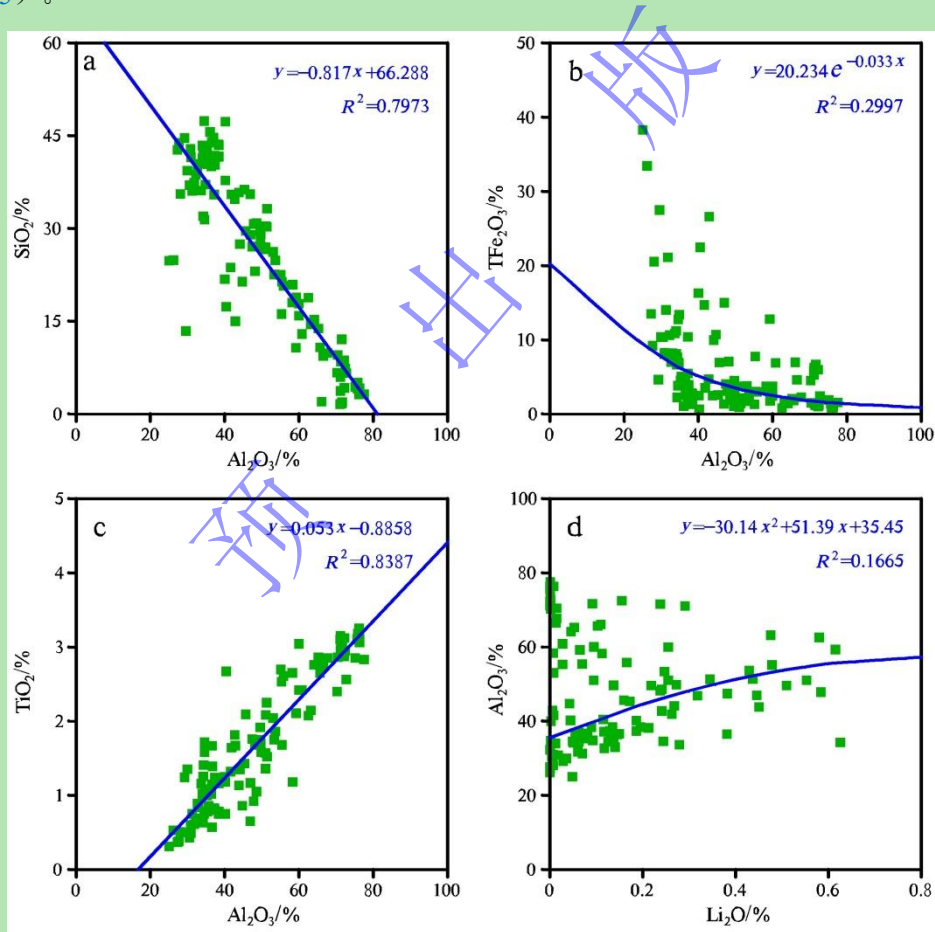 5）。
a
y=-0.817x+66.288
R²=0.7973
60
45
30
15
0
SiO₂/%
0 20 40 60 80 100
Al₂O₃/%
b
y=20.234e^{-0.033x}
R²=0.2997
50
40
30
20
10
0
TFe₂O₃/%
0 20 40 60 80 100
Al₂O₃/%
c
y=0.053x-0.8858
R²=0.8387
5
4
3
2
1
0
TiO₂/%
0 20 40 60 80 100
Al₂O₃/%
d
y=-30.14x²+51.39x+35.45
R²=0.1665
100
80
60
40
20
0
Al₂O₃/%
0 0.2 0.4 0.6 0.8
Li₂O/%
预出版